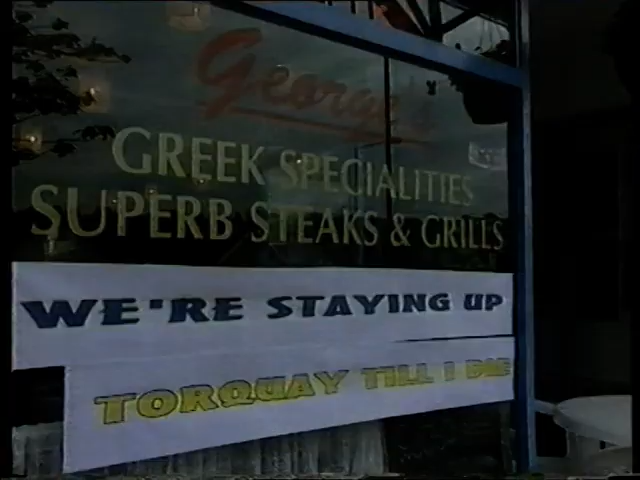 George's
GREEK SPECIALITIES
SUPERB STEAKS & GRILLS
WE'RE STAYING UP
TORQUAY TILL I DIE